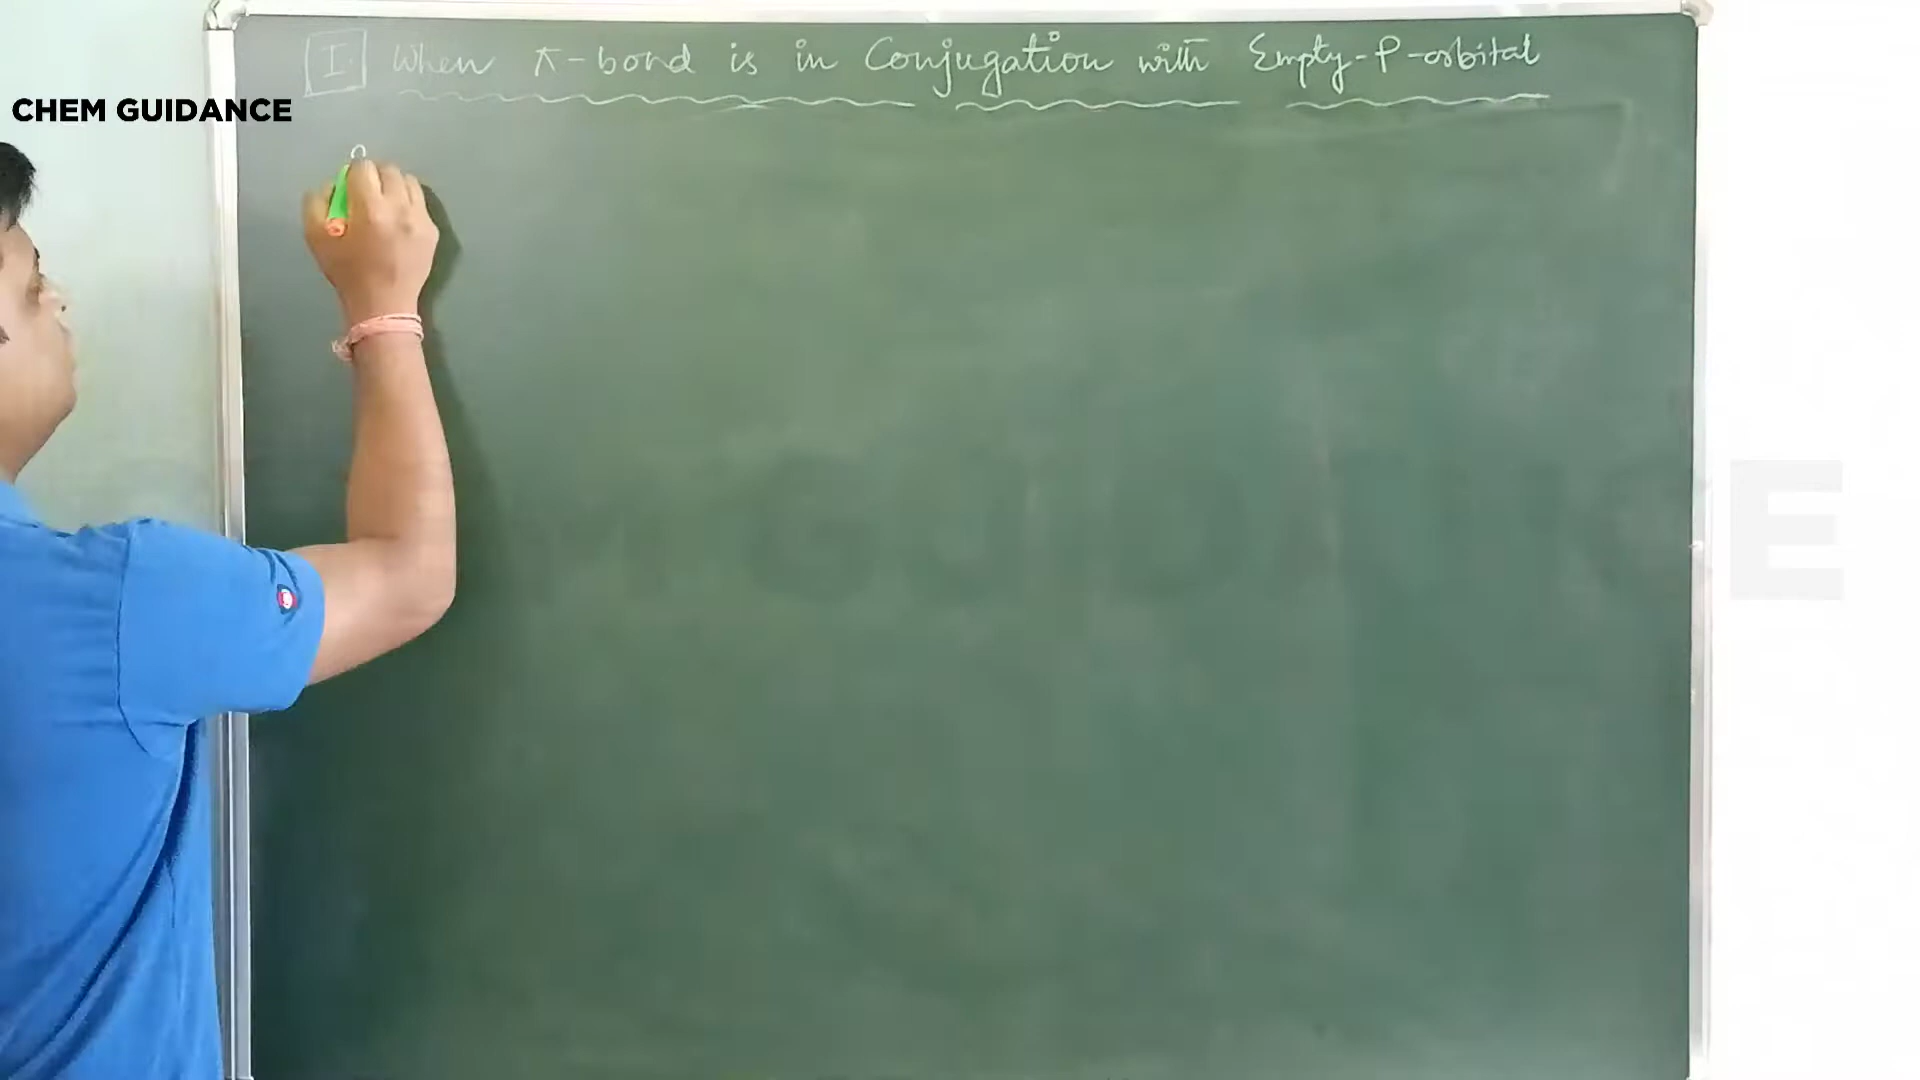 I. When π-bond is in Conjugation with Empty-P-orbital
CHEM GUIDANCE
E